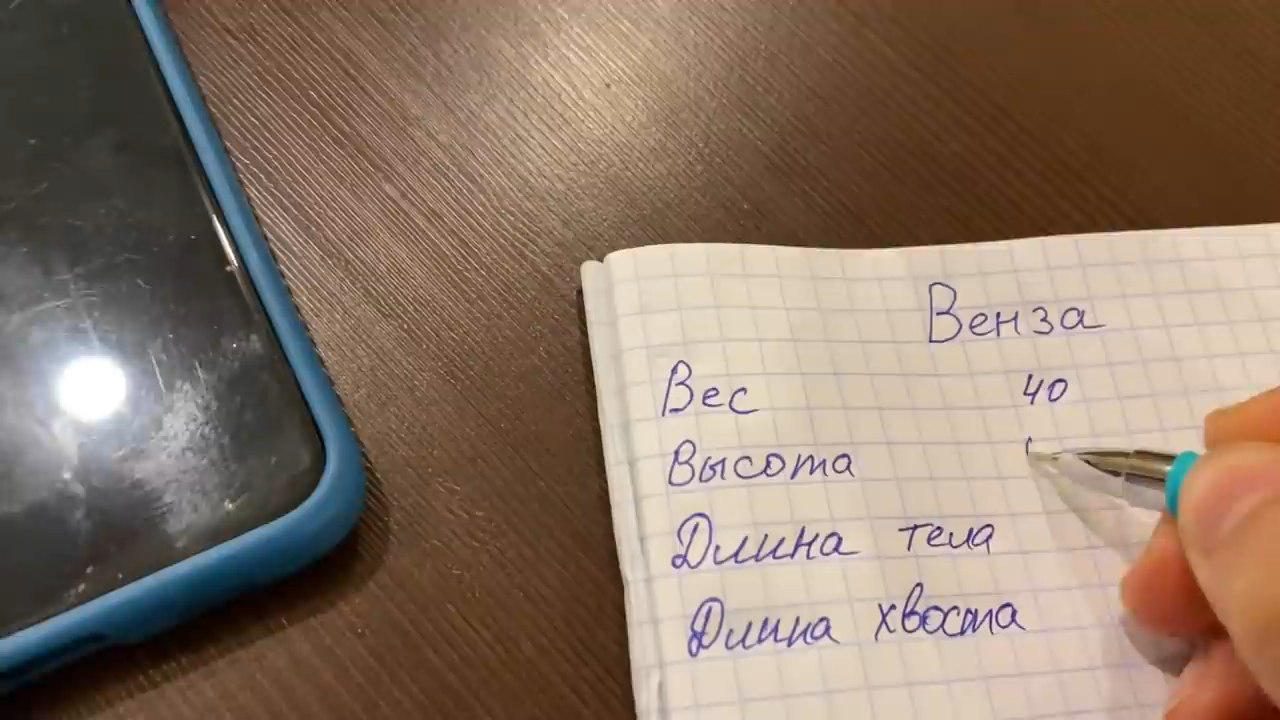 Венза
Вес 40
Высота
Длина тела
Длина хвоста